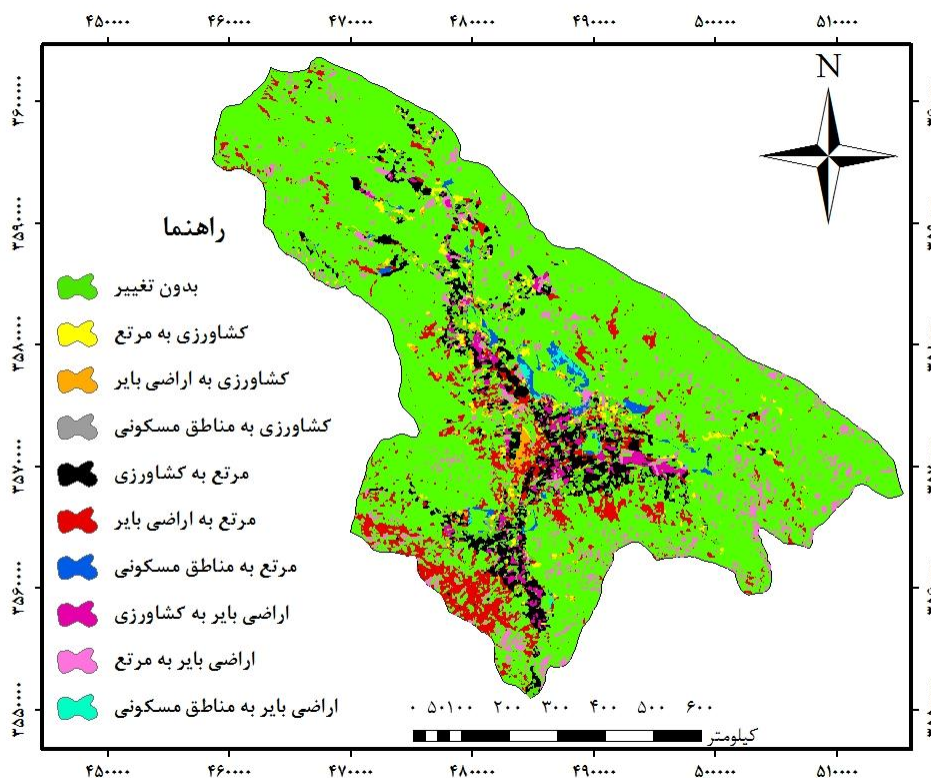 ۴۵۰۰۰۰ ۴۶۰۰۰۰ ۴۷۰۰۰۰ ۴۸۰۰۰۰ ۴۹۰۰۰۰ ۵۰۰۰۰۰ ۵۱۰۰۰۰
N
۳۶۰۰۰۰۰
۳۵۹۰۰۰۰
۳۵۸۰۰۰۰
۳۵۷۰۰۰۰
۳۵۶۰۰۰۰
۳۵۵۰۰۰۰
راهنما
بدون تغییر
کشاورزی به مرتع
کشاورزی به اراضی بایر
کشاورزی به مناطق مسکونی
مرتع به کشاورزی
مرتع به اراضی بایر
مرتع به مناطق مسکونی
اراضی بایر به کشاورزی
اراضی بایر به مرتع
اراضی بایر به مناطق مسکونی
۰ ۵۰۱۰۰ ۲۰۰ ۳۰۰ ۴۰۰ ۵۰۰ ۶۰۰
کیلومتر
۴۵۰۰۰۰ ۴۶۰۰۰۰ ۴۷۰۰۰۰ ۴۸۰۰۰۰ ۴۹۰۰۰۰ ۵۰۰۰۰۰ ۵۱۰۰۰۰